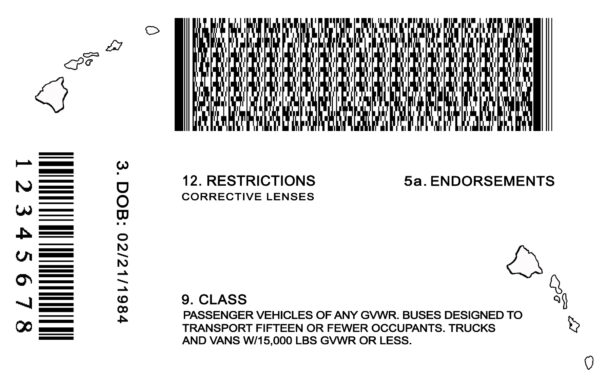 12345678
3. DOB: 02/21/1984
12. RESTRICTIONS
CORRECTIVE LENSES
5a. ENDORSEMENTS
9. CLASS
PASSENGER VEHICLES OF ANY GVWR. BUSES DESIGNED TO
TRANSPORT FIFTEEN OR FEWER OCCUPANTS. TRUCKS
AND VANS W/15,000 LBS GVWR OR LESS.